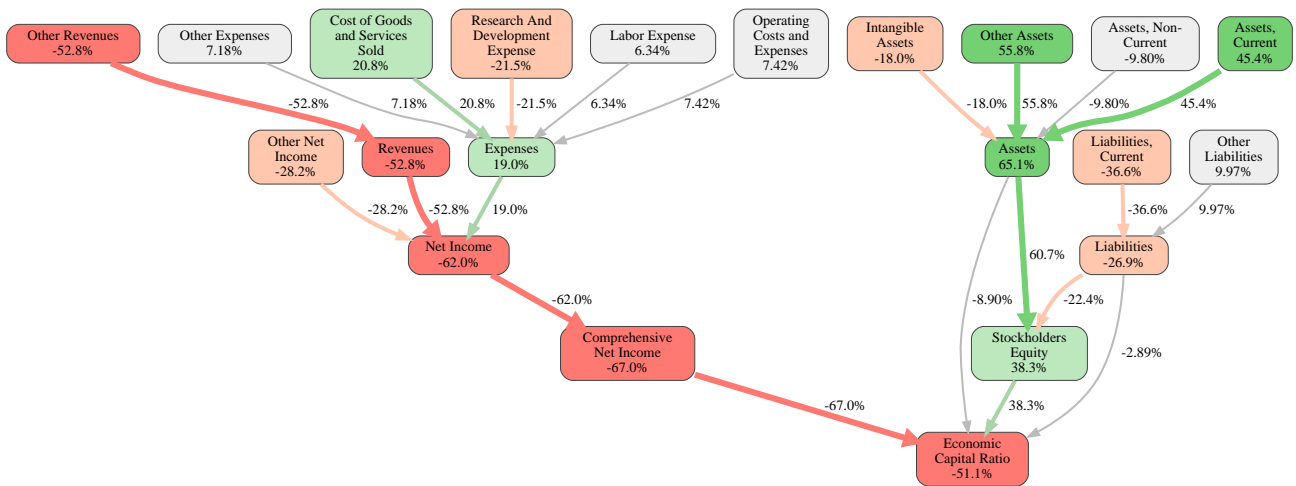 Other Revenues
-52.8%
Other Expenses
7.18%
Cost of Goods
and Services
Sold
20.8%
Research And
Development
Expense
-21.5%
Labor Expense
6.34%
Operating
Costs and
Expenses
7.42%
Intangible
Assets
-18.0%
Other Assets
55.8%
Assets, Non-
Current
-9.80%
Assets,
Current
45.4%
-52.8%
7.18%
20.8%
-21.5%
6.34%
7.42%
-18.0%
55.8%
-9.80%
45.4%
Other Net
Income
-28.2%
Revenues
-52.8%
Expenses
19.0%
Assets
65.1%
Liabilities,
Current
-36.6%
Other
Liabilities
9.97%
-28.2%
-52.8%
19.0%
-36.6%
9.97%
Net Income
-62.0%
60.7%
Liabilities
-26.9%
-62.0%
-8.90%
-22.4%
Comprehensive
Net Income
-67.0%
Stockholders
Equity
38.3%
-2.89%
-67.0%
38.3%
Economic
Capital Ratio
-51.1%